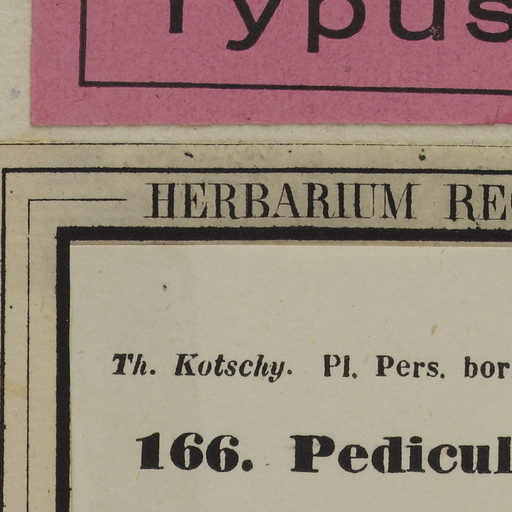 Typus
HERBARIUM RE
Th. Kotschy. Pl. Pers. bor
166. Pedicul